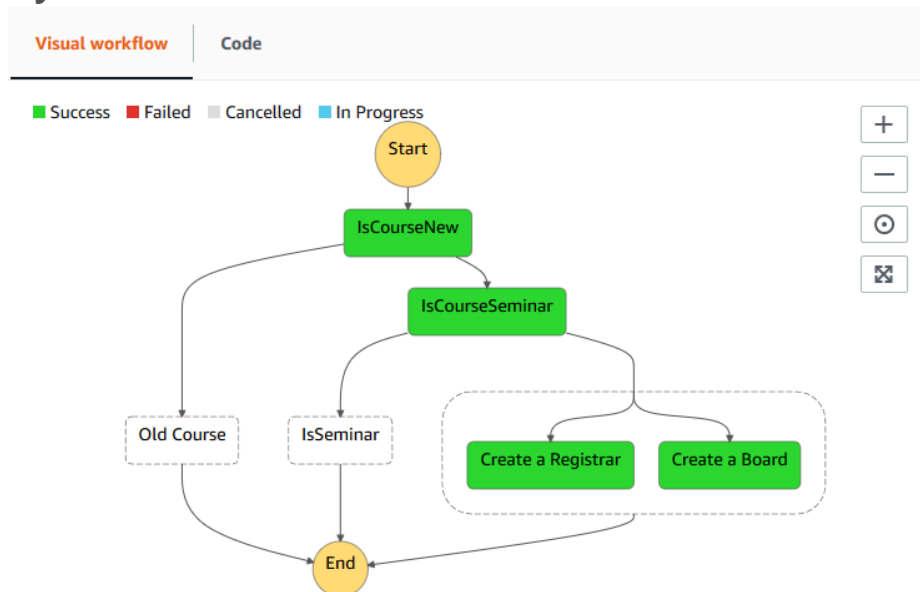 Visual workflow Code
Success Failed Cancelled In Progress
Start
IsCourseNew
IsCourseSeminar
Old Course IsSeminar
Create a Registrar Create a Board
End